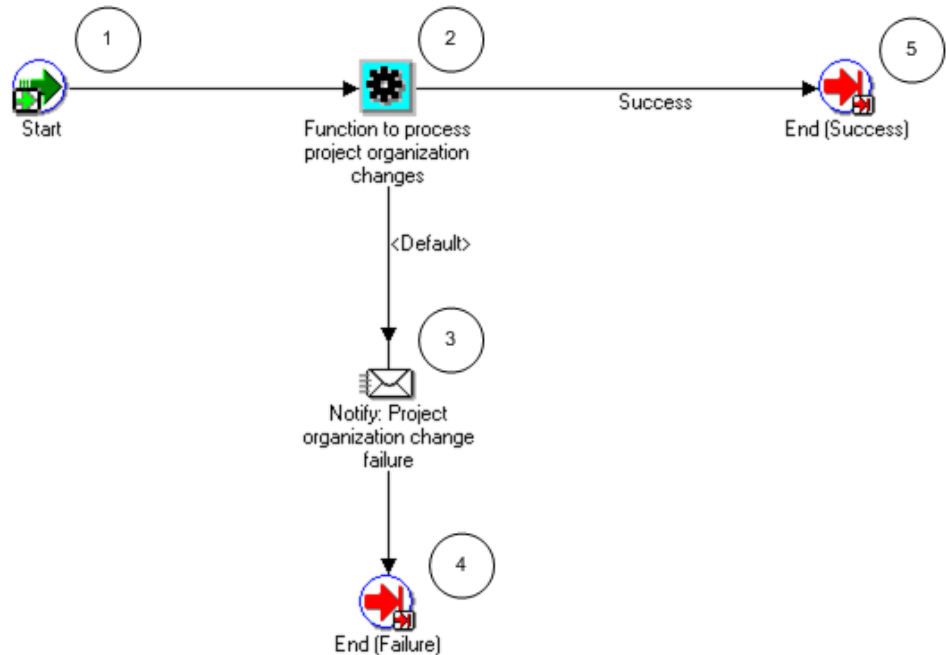 1
2
5
Start
Function to process
project organization
changes
Success
End (Success)
<Default>
3
Notify: Project
organization change
failure
4
End (Failure)